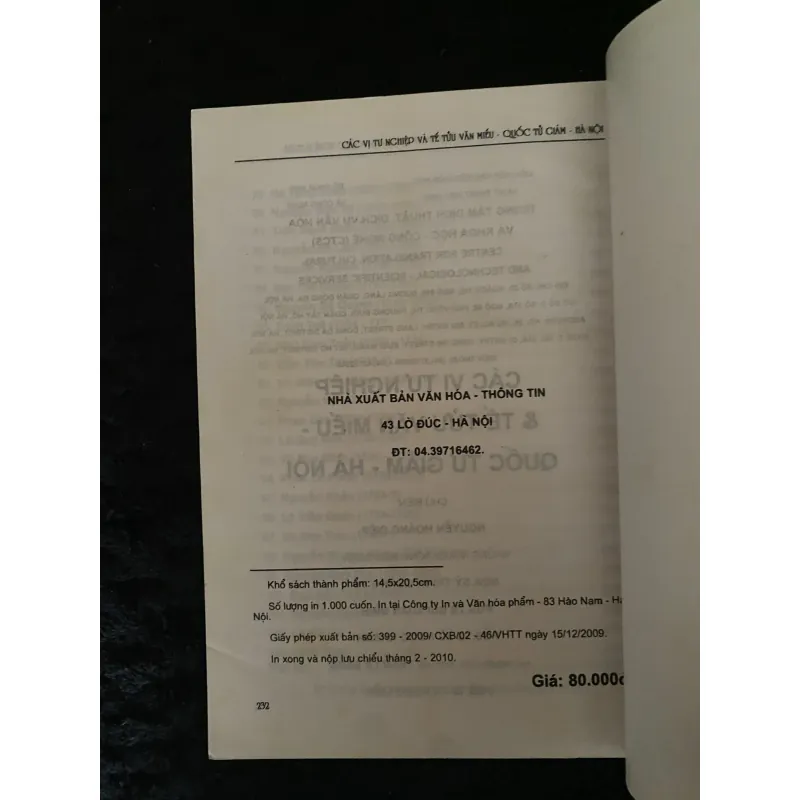 CÁC VỊ TƯ NGHIỆP VÀ TẾ TỬU VĂN MIẾU - QUỐC TỬ GIÁM - HÀ NỘI
NHÀ XUẤT BẢN VĂN HÓA - THÔNG TIN
43 LÒ ĐÚC - HÀ NỘI
ĐT: 04.39716462.
Khổ sách thành phẩm: 14,5x20,5cm.
Số lượng in 1.000 cuốn. In tại Công ty In và Văn hóa phẩm - 83 Hào Nam - Hà
Nội.
Giấy phép xuất bản số: 399 - 2009/ CXB/02 - 46/VHTT ngày 15/12/2009.
In xong và nộp lưu chiểu tháng 2 - 2010.
Giá: 80.000đ
232